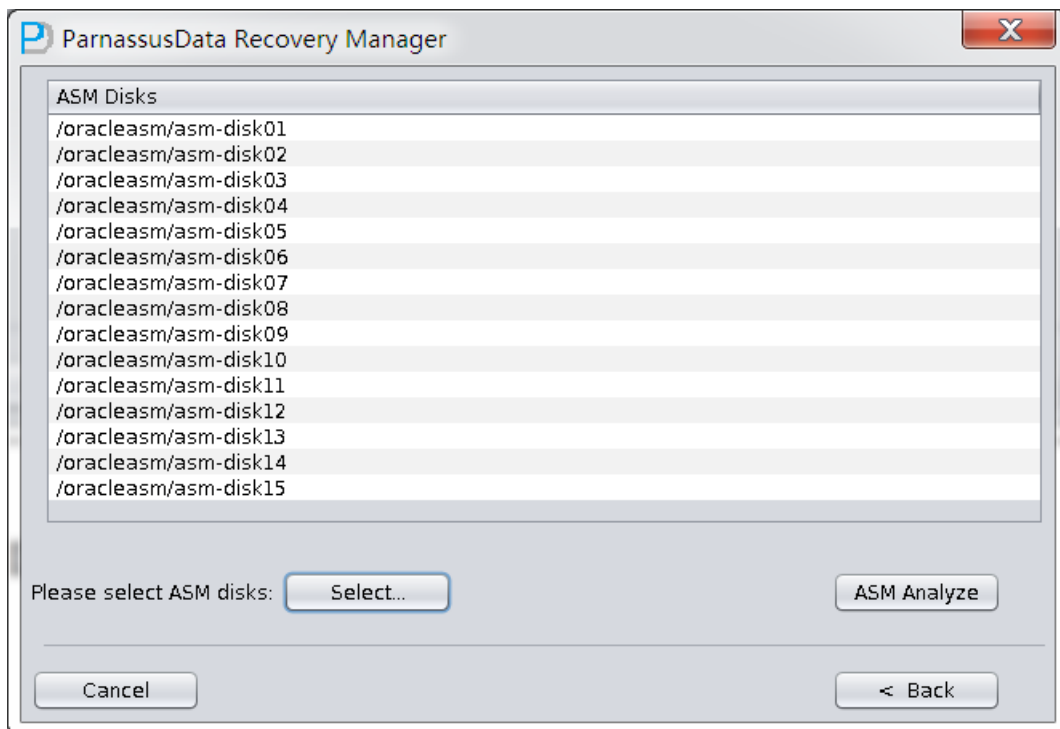 ParnassusData Recovery Manager
ASM Disks
/oracleasm/asm-disk01
/oracleasm/asm-disk02
/oracleasm/asm-disk03
/oracleasm/asm-disk04
/oracleasm/asm-disk05
/oracleasm/asm-disk06
/oracleasm/asm-disk07
/oracleasm/asm-disk08
/oracleasm/asm-disk09
/oracleasm/asm-disk10
/oracleasm/asm-disk11
/oracleasm/asm-disk12
/oracleasm/asm-disk13
/oracleasm/asm-disk14
/oracleasm/asm-disk15
Please select ASM disks: Select... ASM Analyze
Cancel < Back